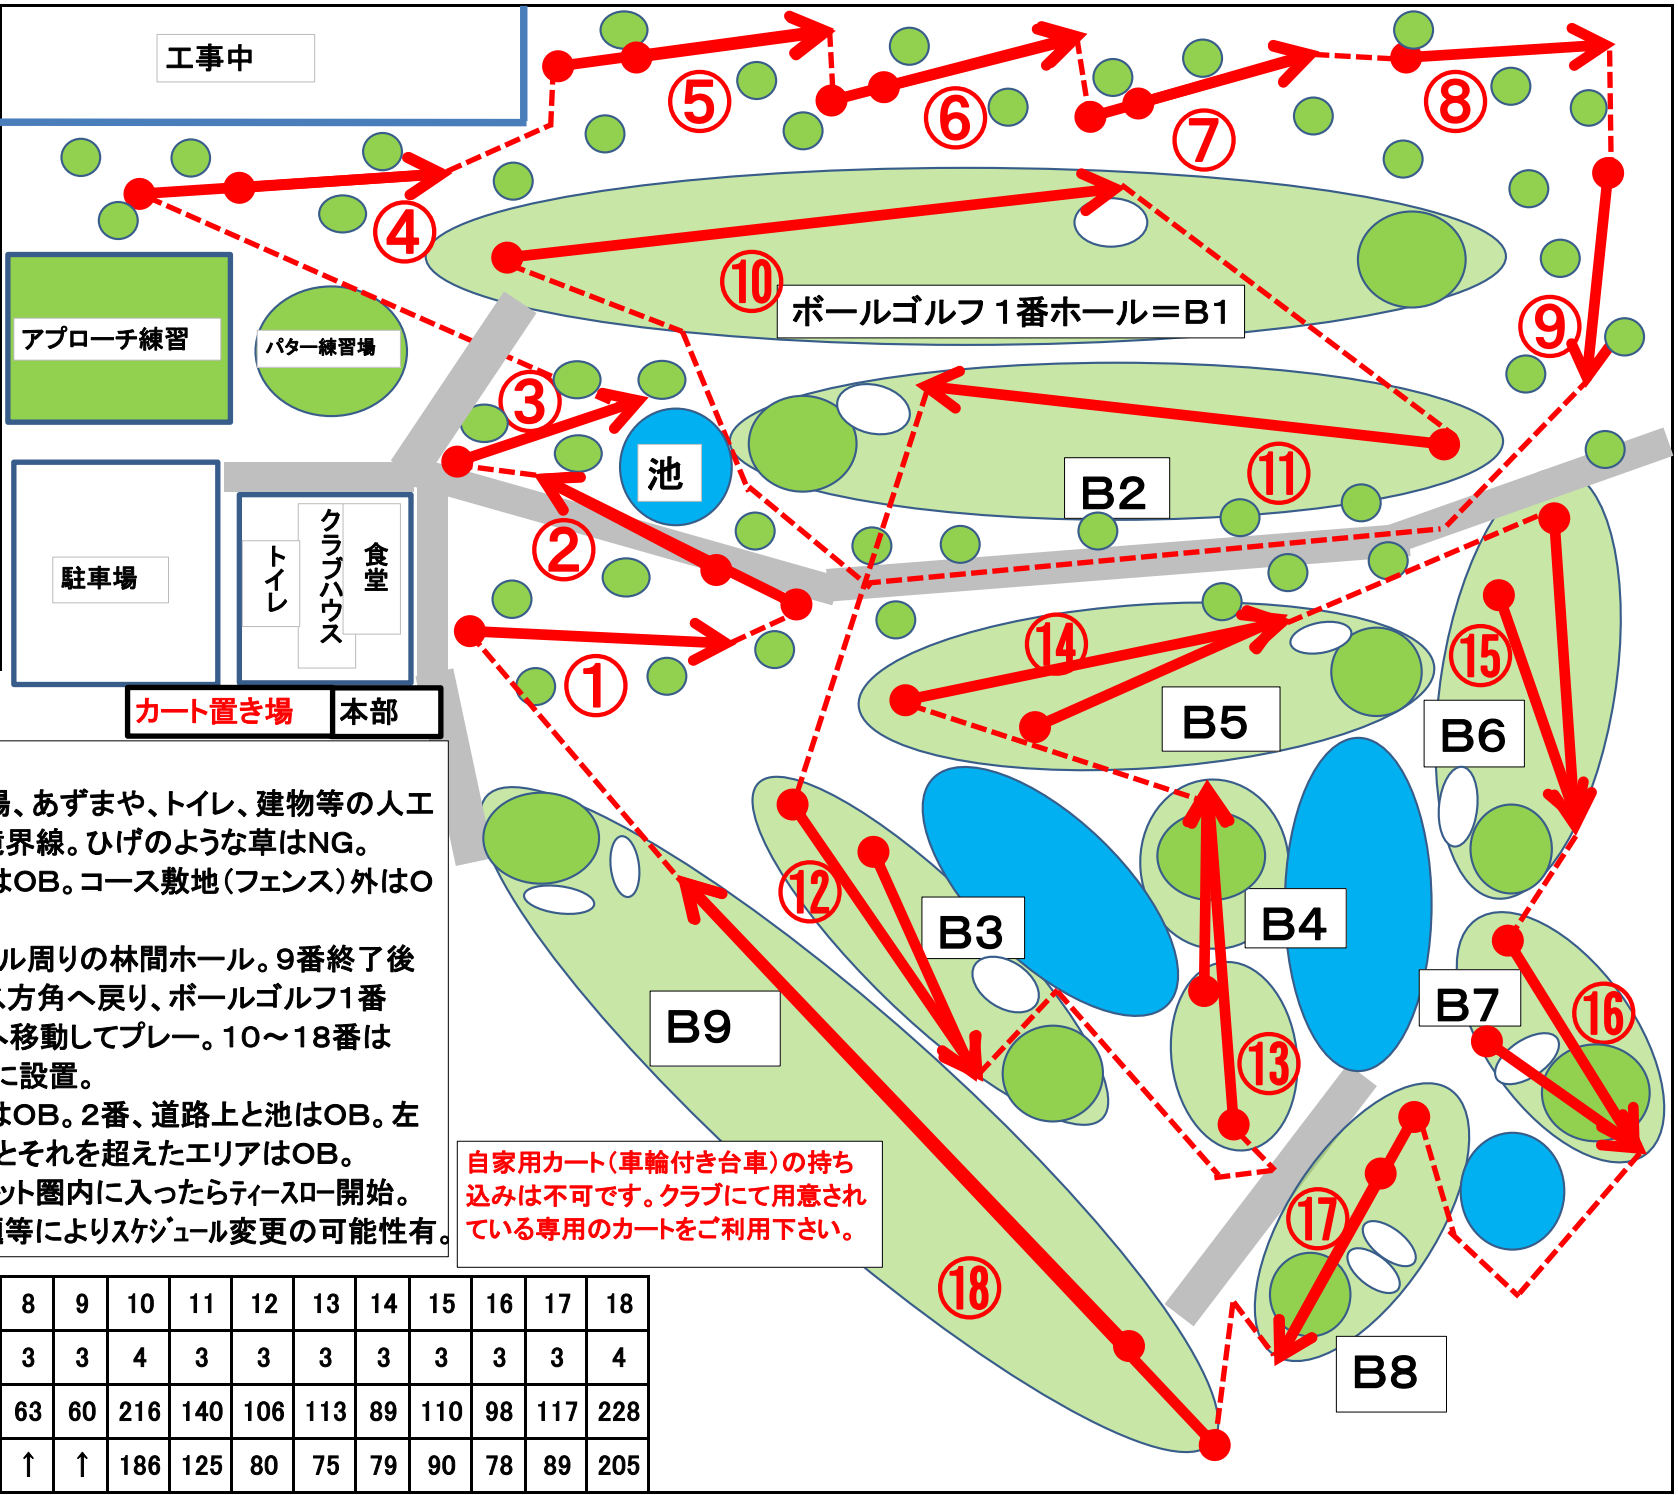 工事中
⑤
⑥
⑦
⑧
④
⑩
ボールゴルフ1番ホール=B1
⑨
アプローチ練習
パター練習場
③
池
B2
⑪
②
駐車場
トイレ
クラブハウス
食堂
①
⑭
⑮
B5
B6
カート置き場
本部
場、あずまや、トイレ、建物等の人工
境界線。ひげのような草はNG。
はOB。コース敷地(フェンス)外はO
ル周りの林間ホール。9番終了後
ス方角へ戻り、ボールゴルフ1番
へ移動してプレー。10~18番は
に設置。
はOB。2番、道路上と池はOB。左
とそれを超えたエリアはOB。
ット圏内に入ったらティースロー開始。
等によりスケジュール変更の可能性有。
⑫
B3
B4
B9
B7
⑯
⑬
自家用カート(車輪付き台車)の持ち
込みは不可です。クラブにて用意され
ている専用のカートをご利用下さい。
⑰
⑱
B8
8 9 10 11 12 13 14 15 16 17 18
3 3 4 3 3 3 3 3 3 3 4
63 60 216 140 106 113 89 110 98 117 228
↑ ↑ 186 125 80 75 79 90 78 89 205